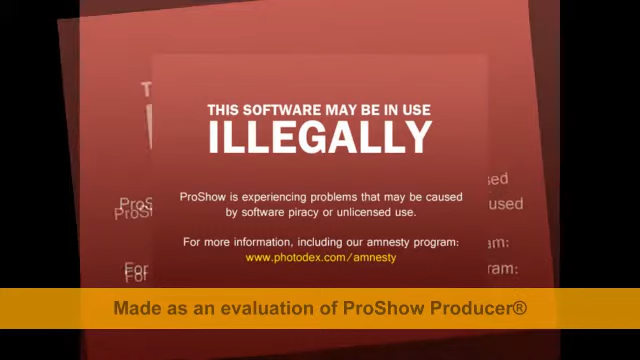 THIS SOFTWARE MAY BE IN USE
ILLEGALLY
ProShow is experiencing problems that may be caused
by software piracy or unlicensed use.
For more information, including our amnesty program:
www.photodex.com/amnesty
Made as an evaluation of ProShow Producer®